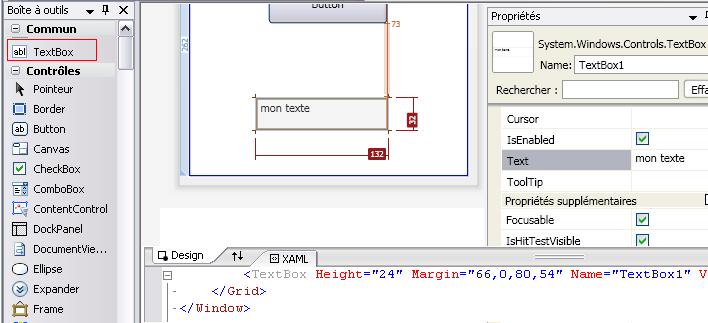 Boîte à outils
Commun
abl TextBox
Contrôles
Pointeur
Border
ab Button
Canvas
CheckBox
ComboBox
ContentControl
DockPanel
DocumentVie...
Ellipse
Expander
Frame
Button
73
262
mon texte
132
Propriétés
System.Windows.Controls.TextBox
Name: TextBox1
Rechercher : Effa
Cursor
IsEnabled
Text mon texte
ToolTip
Propriétés supplémentaires
Focusable
IsHitTestVisible
Design XAML
<TextBox Height="24" Margin="66,0,80,54" Name="TextBox1" V
</Grid>
</Window>